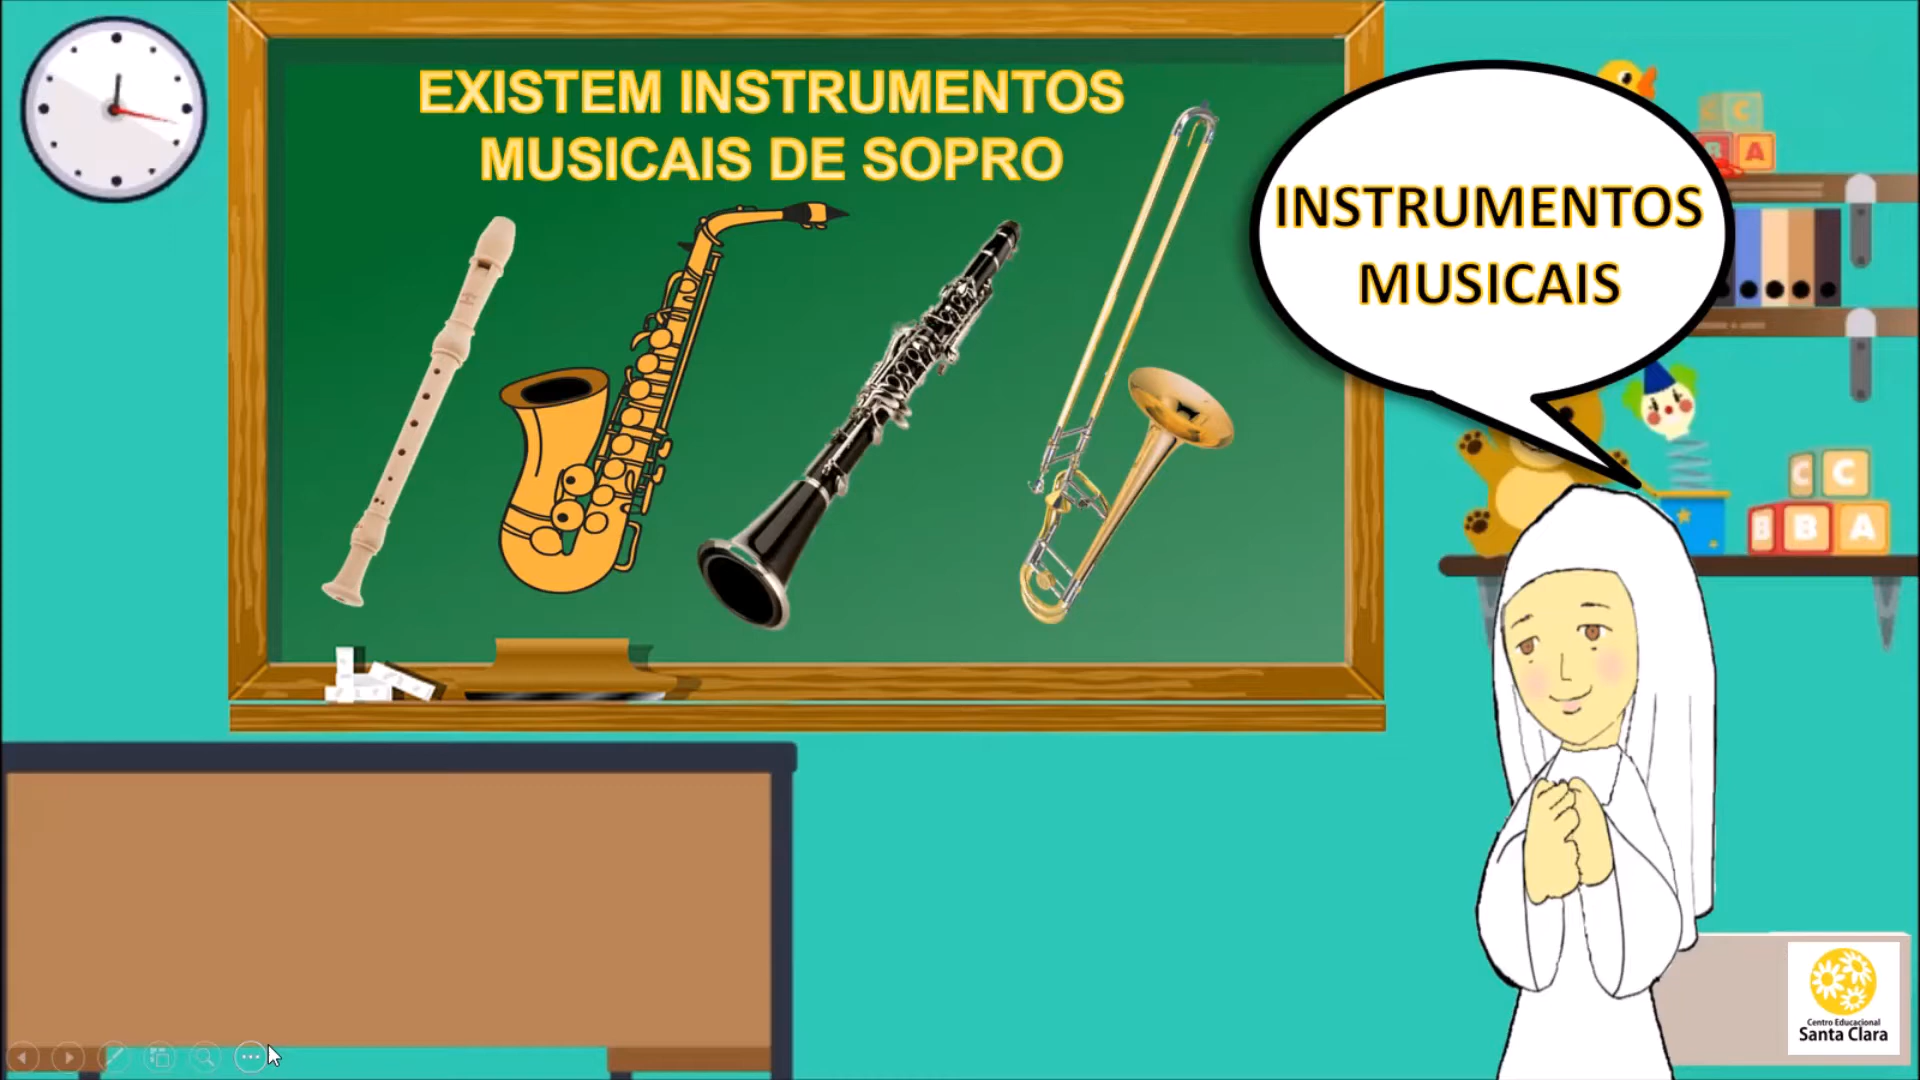 EXISTEM INSTRUMENTOS
MUSICAIS DE SOPRO
INSTRUMENTOS
MUSICAIS
C
B A
C C
B B A
Centro Educacional
Santa Clara